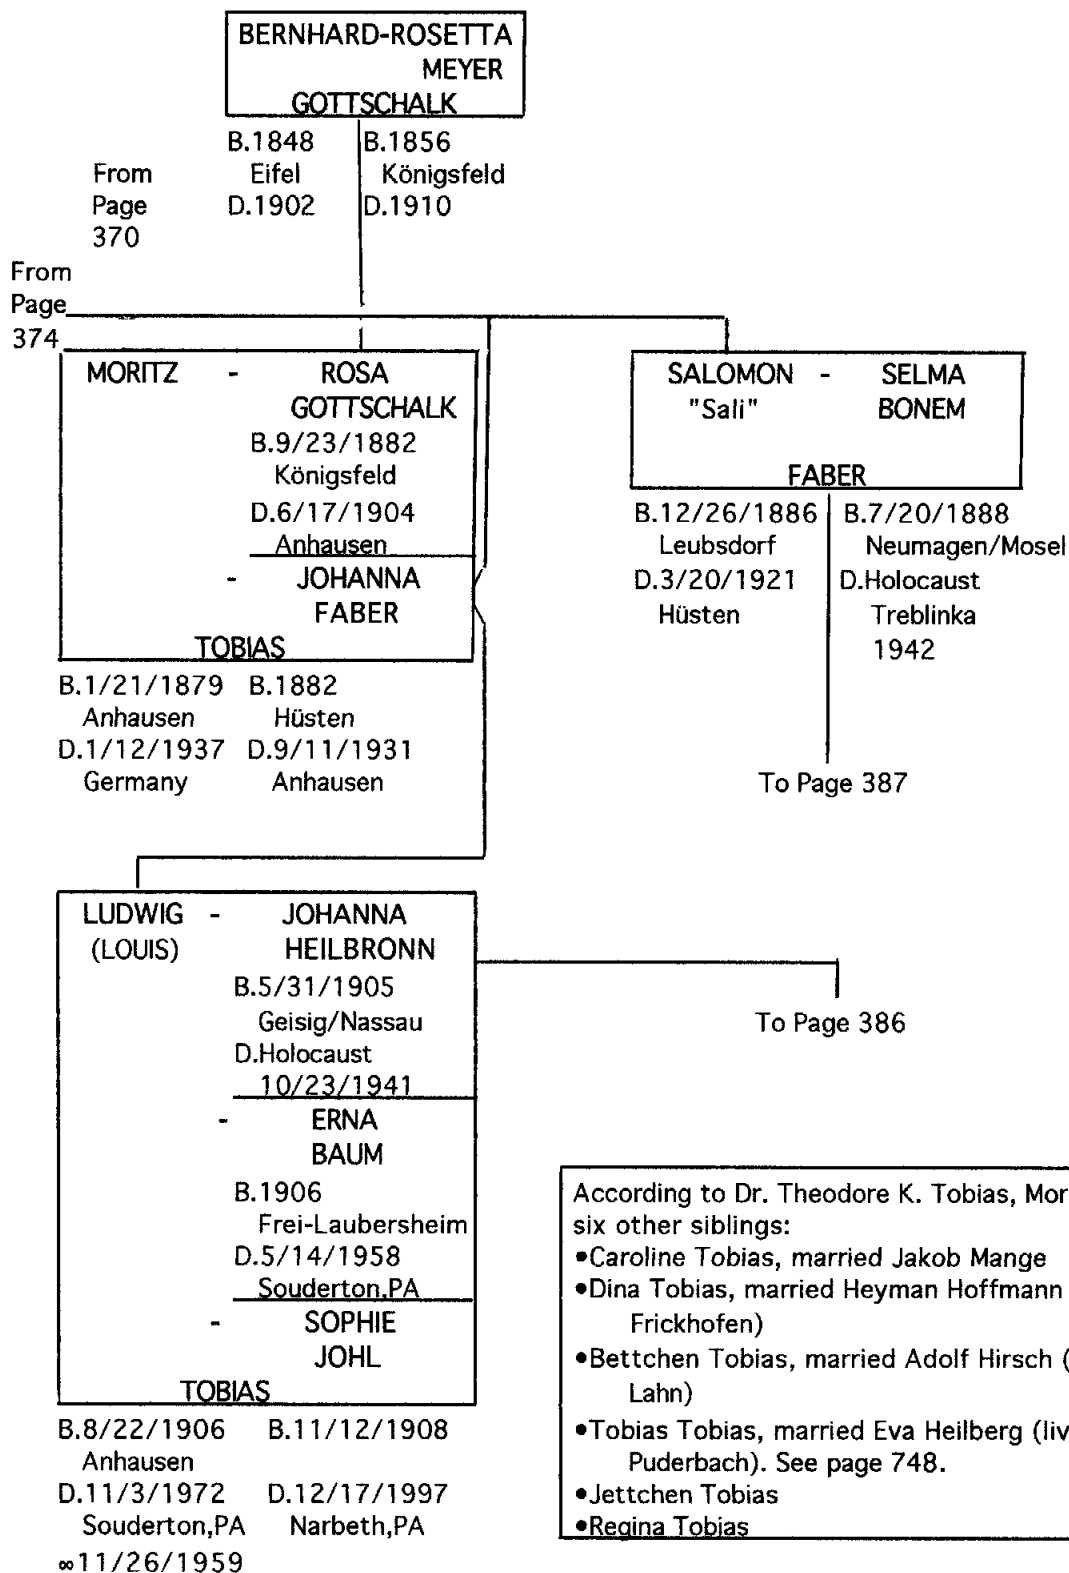 BERNHARD-ROSETTA
MEYER
GOTTSCHALK
B.1848 B.1856
Eifel Königsfeld
D.1902 D.1910
From
Page
370
From
Page
374
MORITZ - ROSA
GOTTSCHALK
B.9/23/1882
Königsfeld
D.6/17/1904
Anhausen
- JOHANNA
FABER
TOBIAS
B.1/21/1879 B.1882
Anhausen Hüsten
D.1/12/1937 D.9/11/1931
Germany Anhausen
SALOMON - SELMA
"Sali" BONEM
FABER
B.12/26/1886 B.7/20/1888
Leubsdorf Neumagen/Mosel
D.3/20/1921 D.Holocaust
Hüsten Treblinka
1942
To Page 387
LUDWIG - JOHANNA
(LOUIS) HEILBRONN
B.5/31/1905
Geisig/Nassau
D.Holocaust
10/23/1941
- ERNA
BAUM
B.1906
Frei-Laubersheim
D.5/14/1958
Souderton,PA
- SOPHIE
JOHL
TOBIAS
B.8/22/1906 B.11/12/1908
Anhausen
D.11/3/1972 D.12/17/1997
Souderton,PA Narbeth,PA
∞11/26/1959
To Page 386
According to Dr. Theodore K. Tobias, Mor
six other siblings:
•Caroline Tobias, married Jakob Mange
•Dina Tobias, married Heyman Hoffmann
Frickhofen)
•Bettchen Tobias, married Adolf Hirsch (
Lahn)
•Tobias Tobias, married Eva Heilberg (liv
Puderbach). See page 748.
•Jettchen Tobias
•Regina Tobias